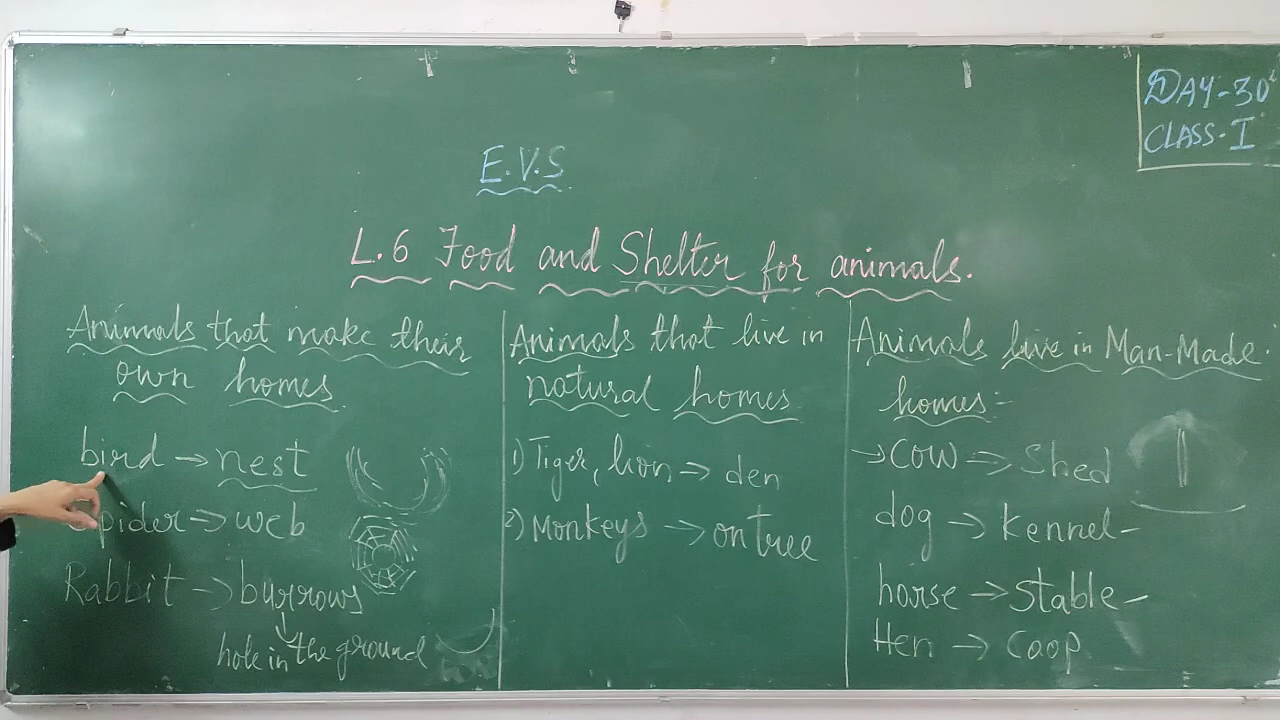 DAY-30
CLASS-I
E.V.S
L.6 Food and Shelter for animals.
Animals that make their
own homes
bird → nest
Spider → web
Rabbit → burrows
hole in the ground
Animals that live in
natural homes
1) Tiger, lion → den
2) Monkeys → on tree
Animals live in Man-Made
homes:-
→ COW → Shed
dog → Kennel-
horse → Stable-
Hen → Coop